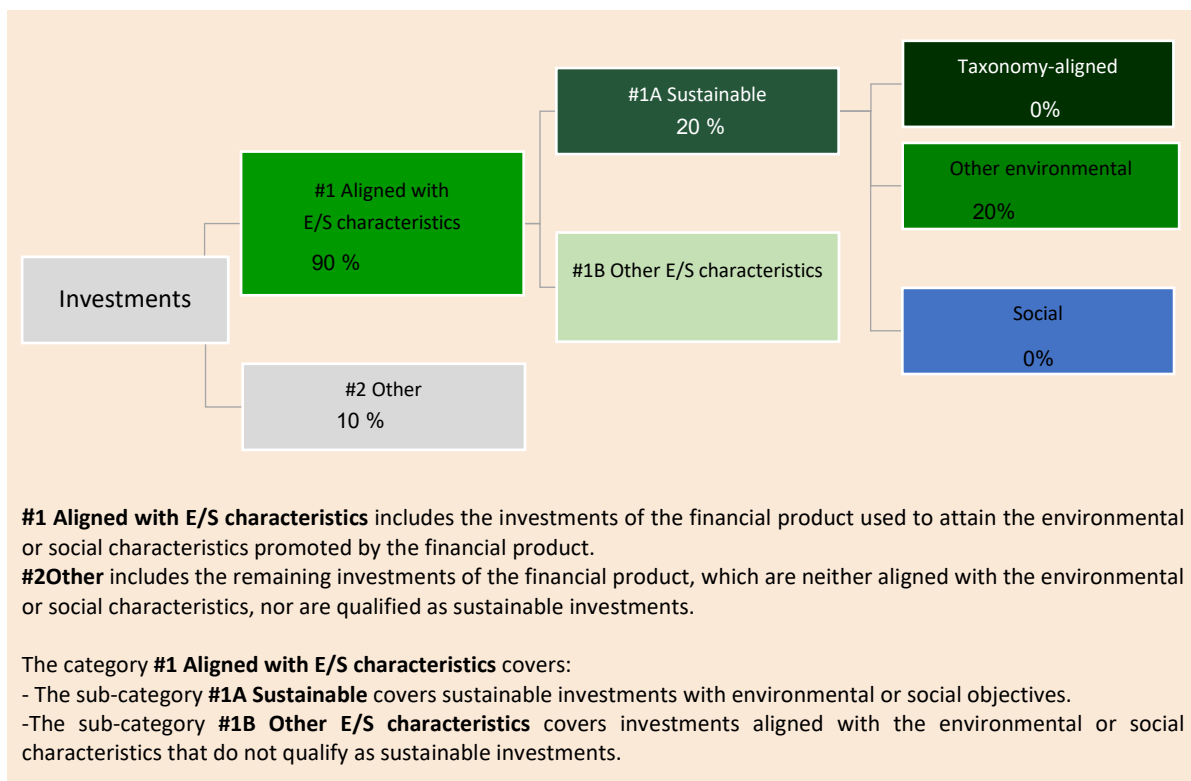 Investments
#1 Aligned with
E/S characteristics
90 %
#2 Other
10 %
#1A Sustainable
20 %
#1B Other E/S characteristics
Taxonomy-aligned
0%
Other environmental
20%
Social
0%
#1 Aligned with E/S characteristics includes the investments of the financial product used to attain the environmental
or social characteristics promoted by the financial product.
#2Other includes the remaining investments of the financial product, which are neither aligned with the environmental
or social characteristics, nor are qualified as sustainable investments.
The category #1 Aligned with E/S characteristics covers:
- The sub-category #1A Sustainable covers sustainable investments with environmental or social objectives.
-The sub-category #1B Other E/S characteristics covers investments aligned with the environmental or social
characteristics that do not qualify as sustainable investments.